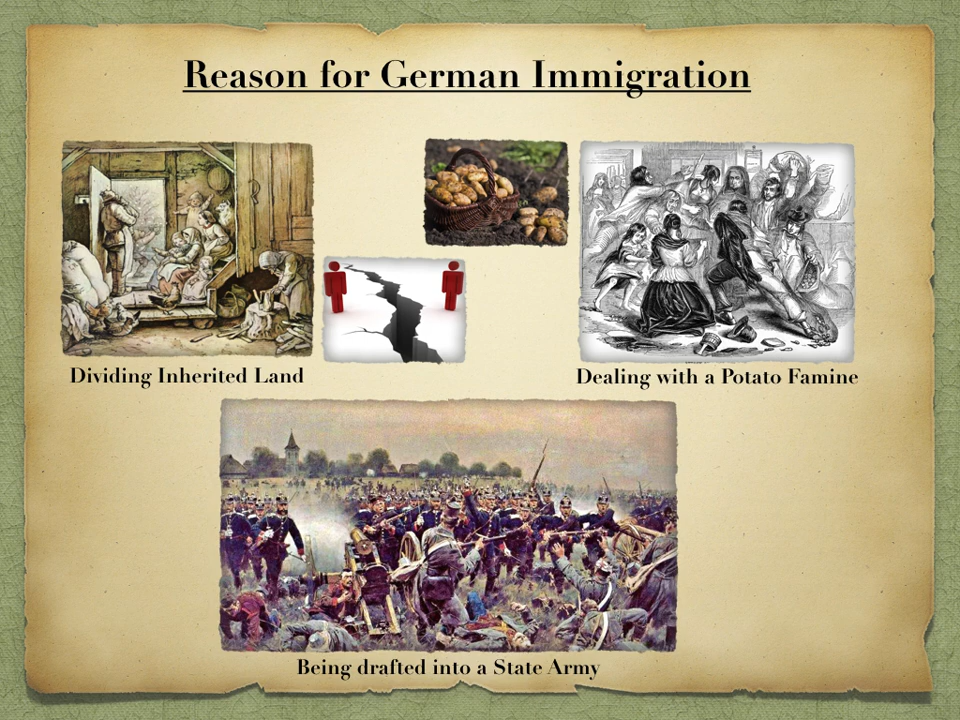 Reason for German Immigration
Dividing Inherited Land
Dealing with a Potato Famine
Being drafted into a State Army